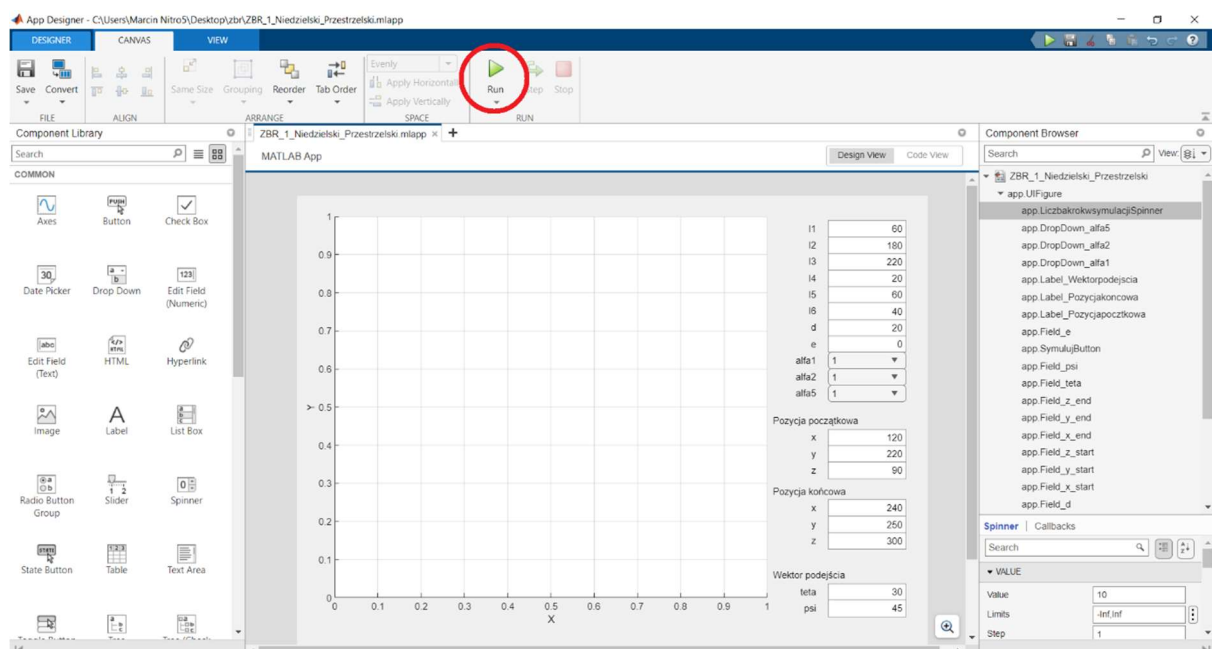 App Designer - C:\Users\Marcin Nitro5\Desktop\zbr\ZBR_1_Niedzielski_Przestrzelski.mlapp
DESIGNER CANVAS VIEW
Save Convert Same Size Grouping Reorder Tab Order Evenly Apply Horizontally Apply Vertically Run Step Stop
FILE ALIGN ARRANGE SPACE RUN
Component Library
Search
COMMON
Axes Button Check Box
Date Picker Drop Down Edit Field (Numeric)
Edit Field (Text) HTML Hyperlink
Image Label List Box
Radio Button Group Slider Spinner
State Button Table Text Area
ZBR_1_Niedzielski_Przestrzelski.mlapp
MATLAB App Design View Code View
1
0.9
0.8
0.7
0.6
0.5
0.4
0.3
0.2
0.1
0
Y
0 0.1 0.2 0.3 0.4 0.5 0.6 0.7 0.8 0.9 1
X
l1 60
l2 180
l3 220
l4 20
l5 60
l6 40
d 20
e 0
alfa1 1
alfa2 1
alfa5 1
Pozycja początkowa
x 120
y 220
z 90
Pozycja końcowa
x 240
y 250
z 300
Wektor podejścia
teta 30
psi 45
Component Browser
Search View:
ZBR_1_Niedzielski_Przestrzelski
app.UIFigure
app.LiczbakrokwsymulacjiSpinner
app.DropDown_alfa5
app.DropDown_alfa2
app.DropDown_alfa1
app.Label_Wektorpodejscia
app.Label_Pozycjakoncowa
app.Label_Pozycjapocztkowa
app.Field_e
app.SymulujButton
app.Field_psi
app.Field_teta
app.Field_z_end
app.Field_y_end
app.Field_x_end
app.Field_z_start
app.Field_y_start
app.Field_x_start
app.Field_d
Spinner Callbacks
Search
VALUE
Value 10
Limits -Inf,Inf
Step 1